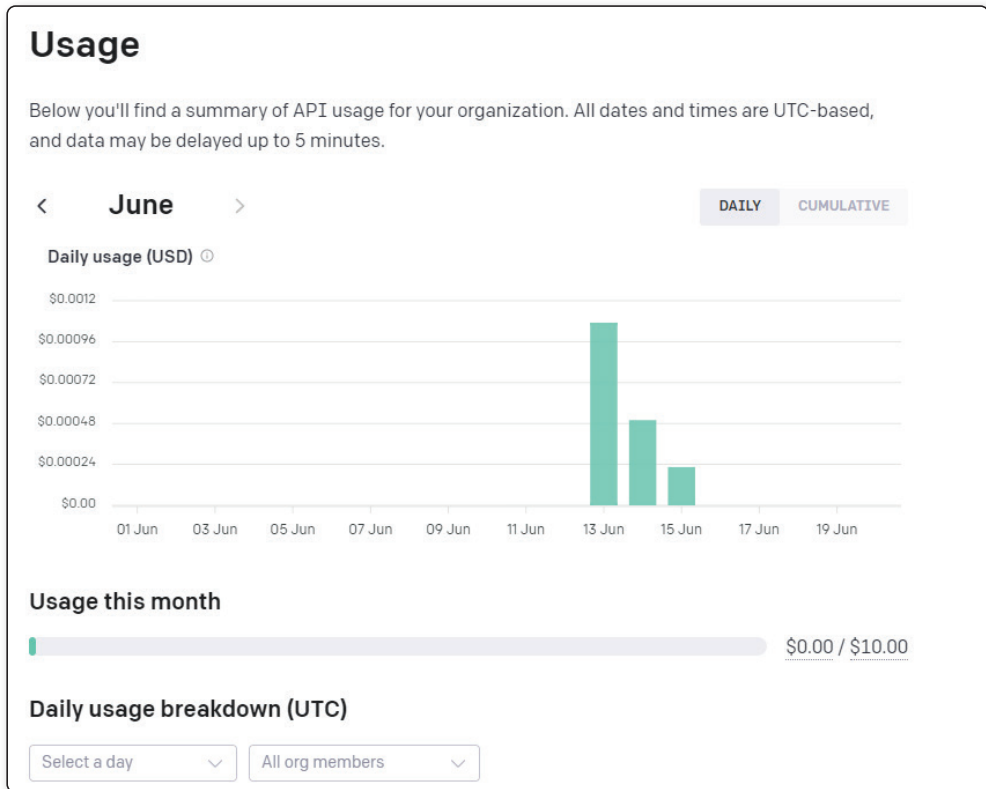 Usage
Below you'll find a summary of API usage for your organization. All dates and times are UTC-based,
and data may be delayed up to 5 minutes.
June
DAILY CUMULATIVE
Daily usage (USD)
$0.0012
$0.00096
$0.00072
$0.00048
$0.00024
$0.00
01 Jun 03 Jun 05 Jun 07 Jun 09 Jun 11 Jun 13 Jun 15 Jun 17 Jun 19 Jun
Usage this month
$0.00 / $10.00
Daily usage breakdown (UTC)
Select a day All org members